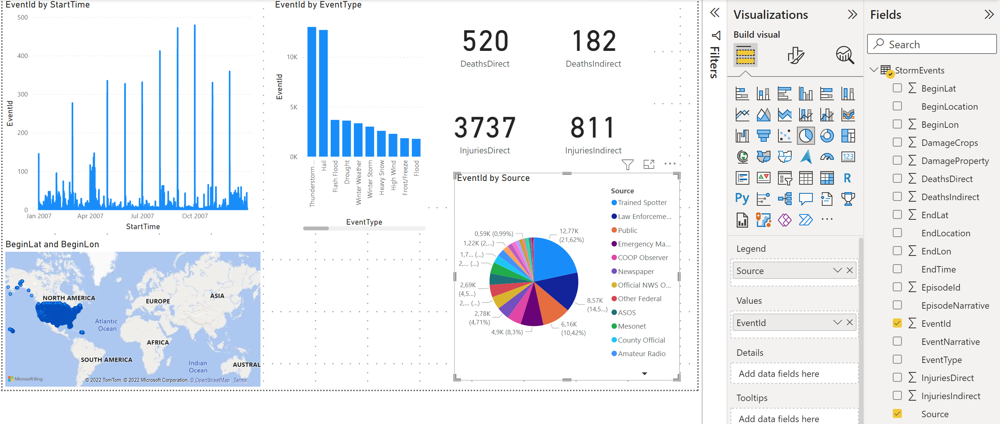 EventId by StartTime
500
400
300
200
100
0
EventId
Jan 2007
Apr 2007
Jul 2007
Oct 2007
StartTime
EventId by EventType
10K
5K
0K
EventId
Thunderstorm ...
Hail
Flash Flood
Drought
Winter Weather
Winter Storm
Heavy Snow
High Wind
Frost/Freeze
Flood
EventType
520
DeathsDirect
182
DeathsIndirect
3737
InjuriesDirect
811
InjuriesIndirect
BeginLat and BeginLon
NORTH AMERICA
EUROPE
ASIA
Atlantic
Ocean
AFRICA
SOUTH AMERICA
Indian
Ocean
AUSTRAL
Microsoft Bing
© 2022 TomTom, © 2022 Microsoft Corporation, © OpenStreetMap Terms
EventId by Source
0,59K (0,99%)
1,22K (2,...)
1,7... (...)
2,... (...)
2,69K
(4,5...)
2,... (...)
2,78K
(4,71%)
4,9K (8,3%)
12,77K
(21,62%)
8,57K
(14,5...)
6,16K
(10,42%)
Source
Trained Spotter
Law Enforceme...
Public
Emergency Ma...
COOP Observer
Newspaper
Official NWS O...
Other Federal
ASOS
Mesonet
County Official
Amateur Radio
Filters
Visualizations
Build visual
123
R
Py
...
Legend
Source
Values
EventId
Details
Add data fields here
Tooltips
Add data fields here
Fields
Search
StormEvents
BeginLat
BeginLocation
BeginLon
DamageCrops
DamageProperty
DeathsDirect
DeathsIndirect
EndLat
EndLocation
EndLon
EndTime
EpisodeId
EpisodeNarrative
EventId
EventNarrative
EventType
InjuriesDirect
InjuriesIndirect
Source